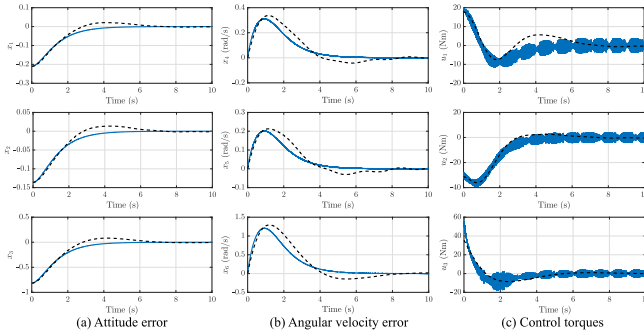 0.1
0
-0.1
-0.2
-0.3
x1
0 2 4 6 8 10
Time (s)
0.4
0.2
0
-0.2
x4 (rad/s)
0 2 4 6 8 10
Time (s)
20
10
0
-10
-20
u1 (Nm)
0 2 4 6 8 10
Time (s)
0.05
0
-0.05
-0.1
-0.15
x2
0 2 4 6 8 10
Time (s)
0.3
0.2
0.1
0
-0.1
x5 (rad/s)
0 2 4 6 8 10
Time (s)
20
0
-20
-40
u2 (Nm)
0 2 4 6 8 10
Time (s)
0.5
0
-0.5
-1
x3
0 2 4 6 8 10
Time (s)
1.5
1
0.5
0
-0.5
x6 (rad/s)
0 2 4 6 8 10
Time (s)
60
40
20
0
-20
u3 (Nm)
0 2 4 6 8 10
Time (s)
(a) Attitude error
(b) Angular velocity error
(c) Control torques